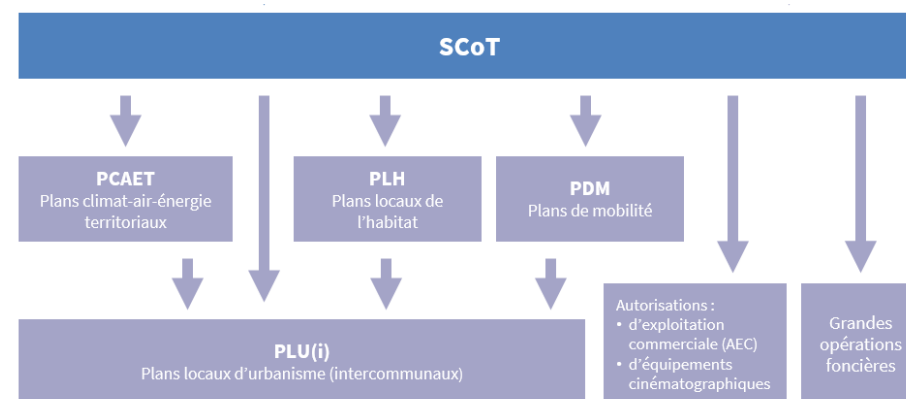 SCoT
PCAET
Plans climat-air-énergie
territoriaux
PLH
Plans locaux de
l'habitat
PDM
Plans de mobilité
PLU(i)
Plans locaux d'urbanisme (intercommunaux)
Autorisations :
• d'exploitation
commerciale (AEC)
• d'équipements
cinématographiques
Grandes
opérations
foncières